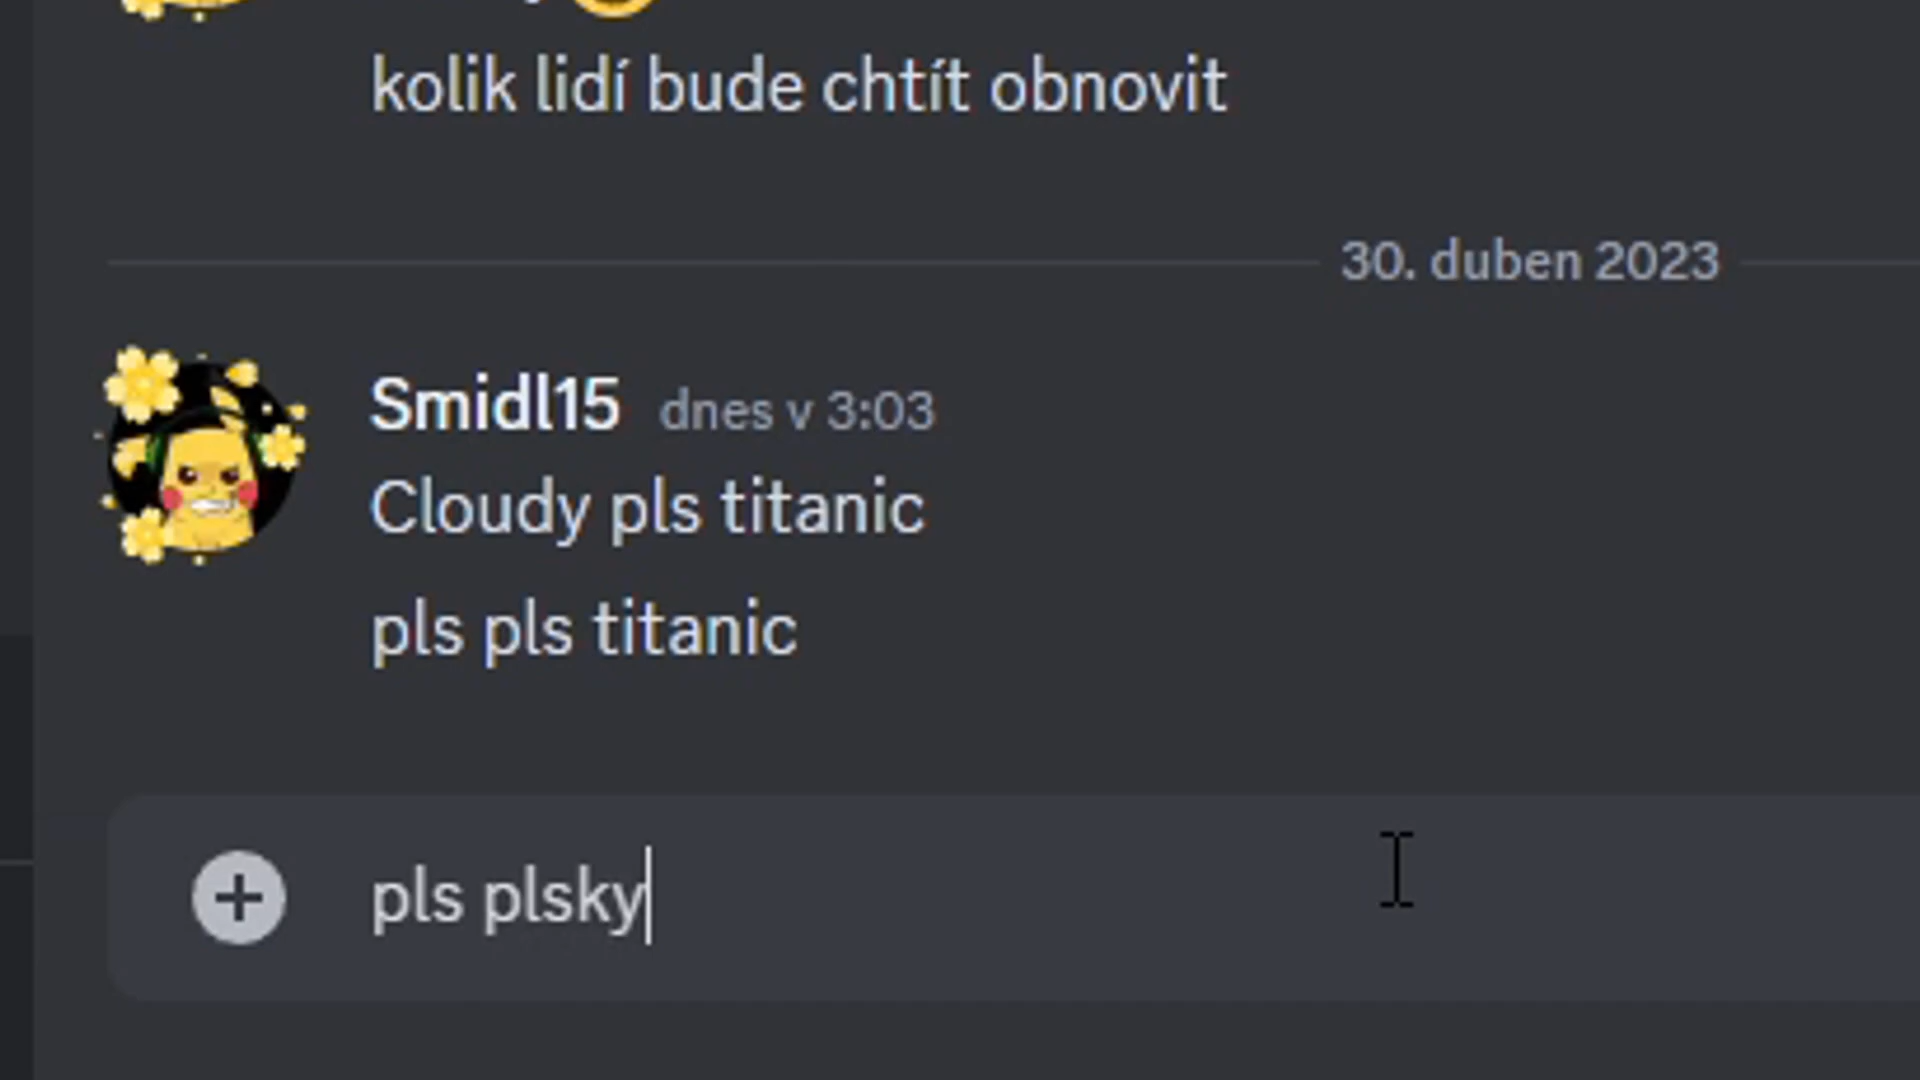 kolik lidí bude chtít obnovit
30. duben 2023
Smidl15 dnes v 3:03
Cloudy pls titanic
pls pls titanic
pls plsky